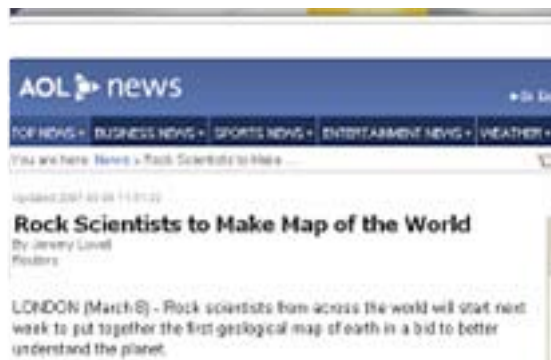 AOL news
TOP NEWS BUSINESS NEWS SPORTS NEWS ENTERTAINMENT NEWS WEATHER
You are here: News > Rock Scientists to Make ...
Rock Scientists to Make Map of the World
By Jeremy Lovell
Reuters
LONDON (March 8) - Rock scientists from across the world will start next
week to put together the first geological map of earth in a bid to better
understand the planet.